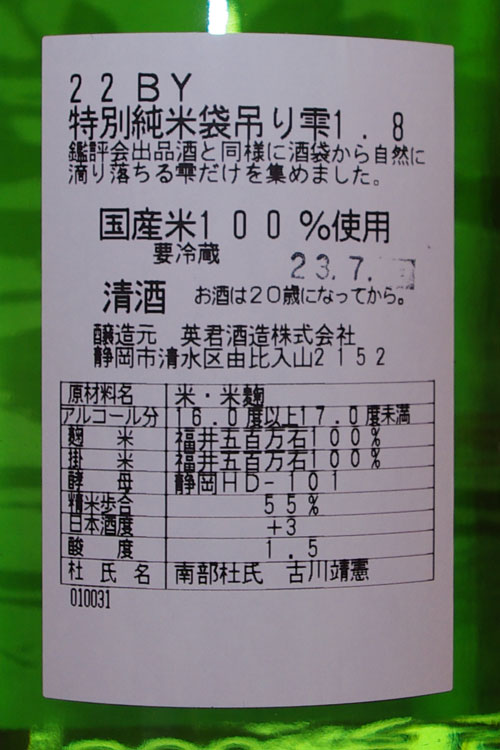 22BY
特別純米袋吊り雫1.8
鑑評会出品酒と同様に酒袋から自然に
滴り落ちる雫だけを集めました。
国産米100%使用
要冷蔵
23.7.
清酒 お酒は20歳になってから。
醸造元 英君酒造株式会社
静岡市清水区由比入山2152
原材料名 米・米麹
アルコール分 16.0度以上17.0度未満
麹米 福井五百万石100%
掛米 福井五百万石100%
酵母 静岡HD-101
精米歩合 55%
日本酒度 +3
酸度 1.5
杜氏名 南部杜氏 古川靖憲
010031